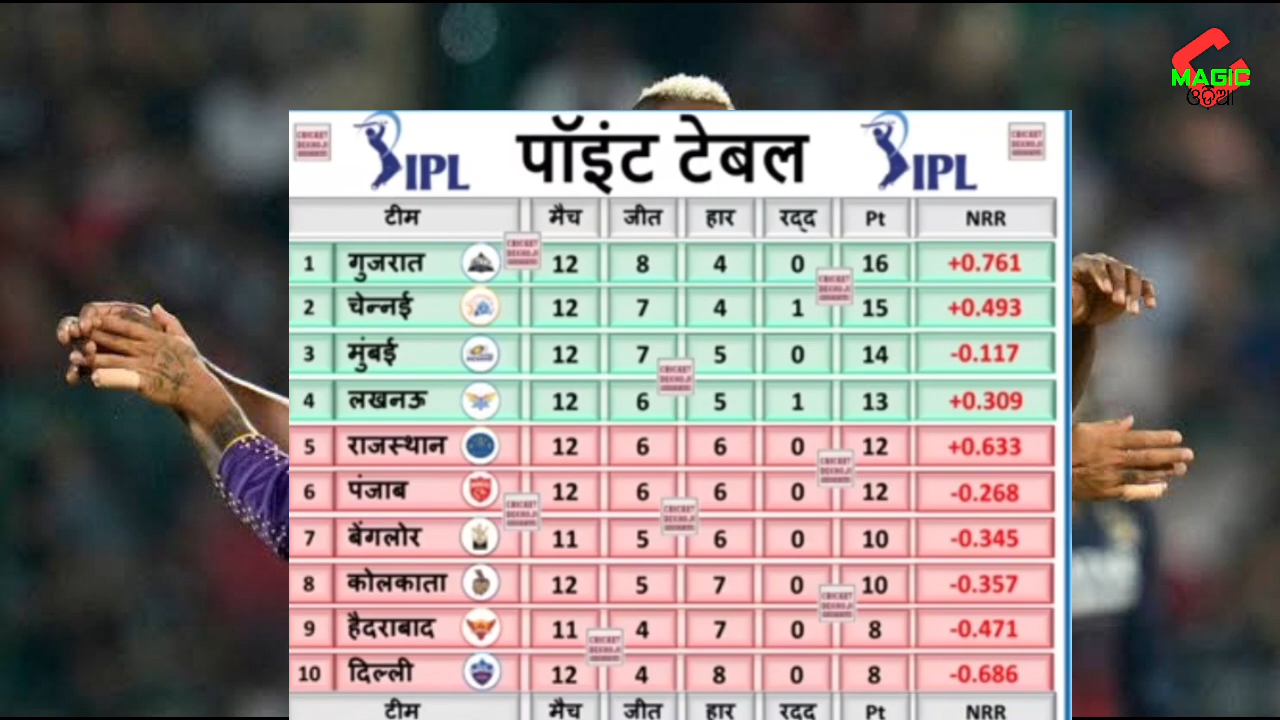 MAGIC
ଓଡ଼ିଆ
IPL पॉइंट टेबल IPL
टीम मैच जीत हार रद्द Pt NRR
1 गुजरात 12 8 4 0 16 +0.761
2 चेन्नई 12 7 4 1 15 +0.493
3 मुंबई 12 7 5 0 14 -0.117
4 लखनऊ 12 6 5 1 13 +0.309
5 राजस्थान 12 6 6 0 12 +0.633
6 पंजाब 12 6 6 0 12 -0.268
7 बेंगलोर 11 5 6 0 10 -0.345
8 कोलकाता 12 5 7 0 10 -0.357
9 हैदराबाद 11 4 7 0 8 -0.471
10 दिल्ली 12 4 8 0 8 -0.686
टीम मैच जीत हार रद्द Pt NRR